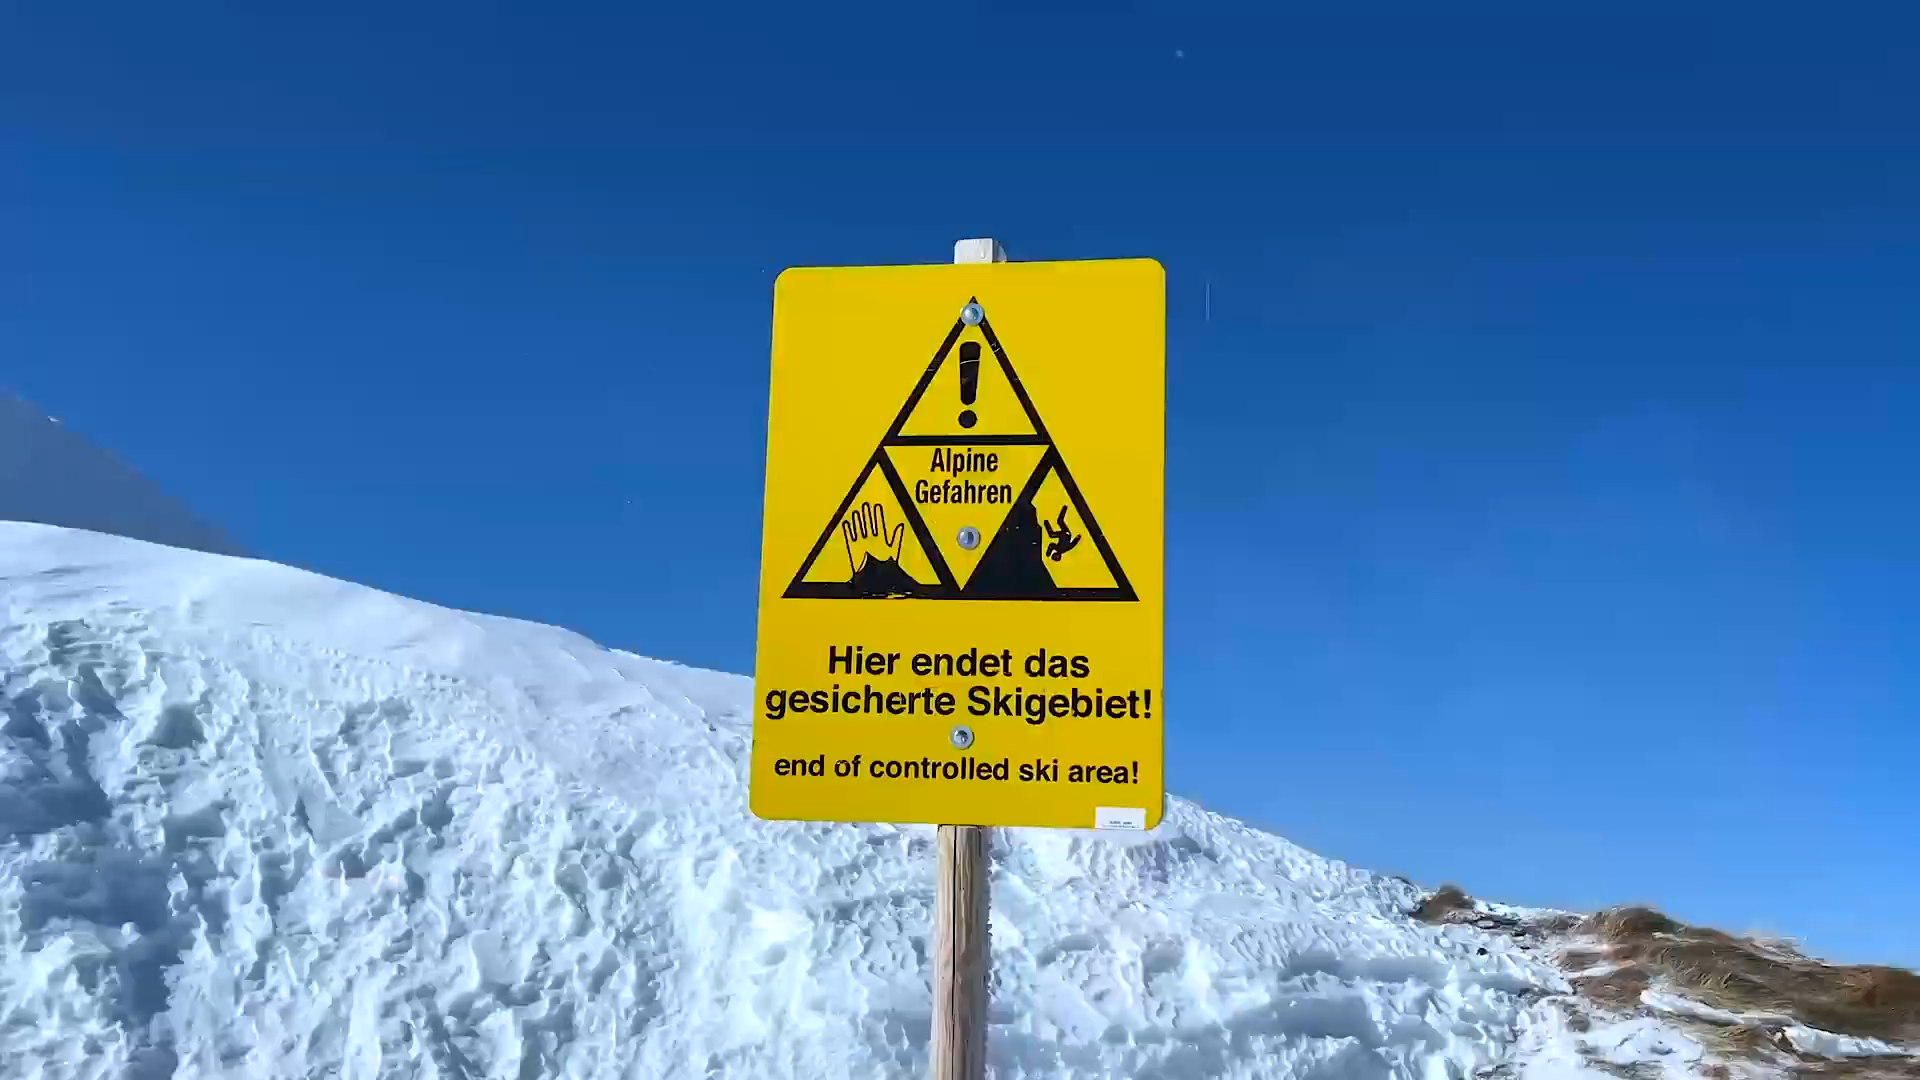 Alpine
Gefahren
Hier endet das
gesicherte Skigebiet!
end of controlled ski area!